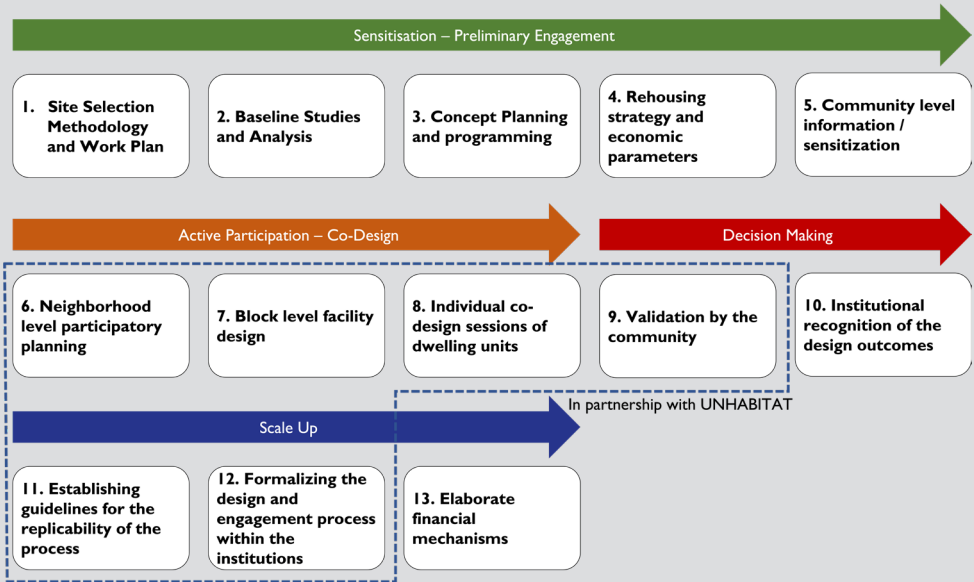 Sensitisation – Preliminary Engagement
1. Site Selection
Methodology
and Work Plan
2. Baseline Studies
and Analysis
3. Concept Planning
and programming
4. Rehousing
strategy and
economic
parameters
5. Community level
information /
sensitization
Active Participation – Co-Design
Decision Making
6. Neighborhood
level participatory
planning
7. Block level facility
design
8. Individual co-
design sessions of
dwelling units
9. Validation by the
community
10. Institutional
recognition of the
design outcomes
In partnership with UNHABITAT
Scale Up
11. Establishing
guidelines for the
replicability of the
process
12. Formalizing the
design and
engagement process
within the
institutions
13. Elaborate
financial
mechanisms